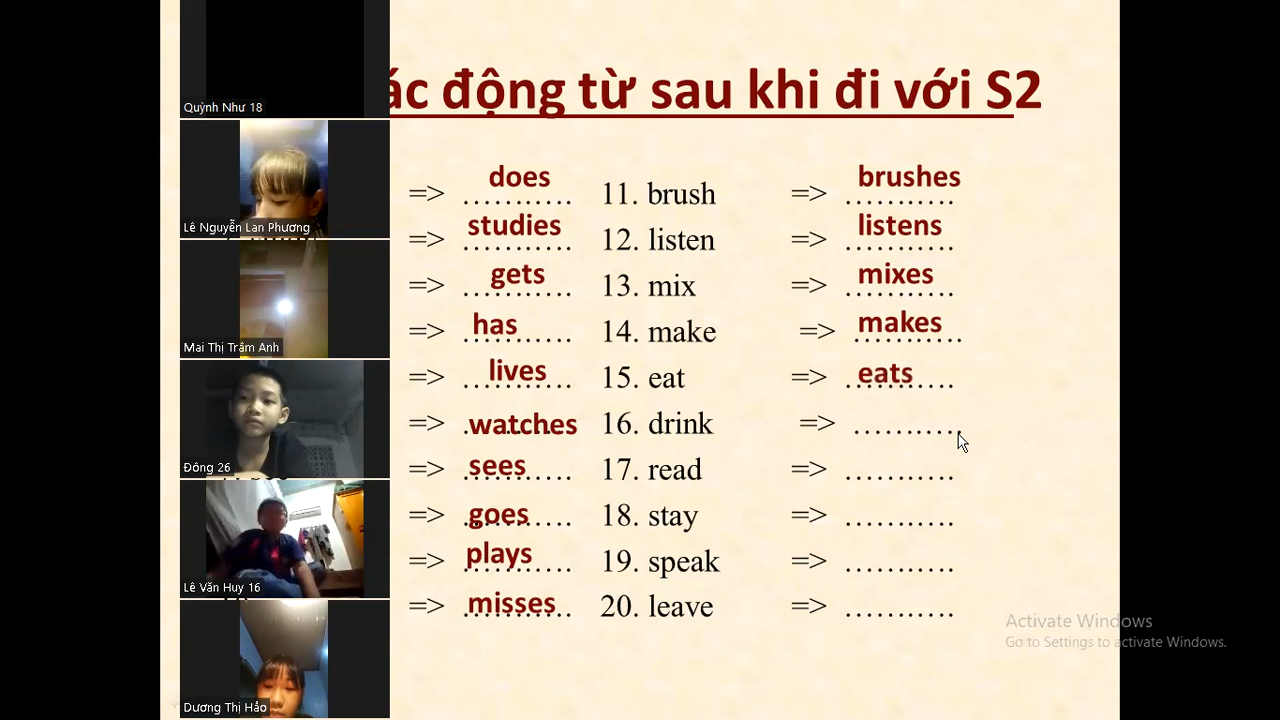 Quỳnh Như 18
ác động từ sau khi đi với S2
=> does ........... 11. brush => brushes ...........
Lê Nguyễn Lan Phương
=> studies ........... 12. listen => listens ...........
=> gets ........... 13. mix => mixes ...........
=> has ........... 14. make => makes ...........
Mai Thị Trâm Anh
=> lives ........... 15. eat => eats ...........
=> watches 16. drink => ...........
Đông 26
=> sees ........... 17. read => ...........
=> goes ........... 18. stay => ...........
=> plays ........... 19. speak => ...........
Lê Văn Huy 16
=> misses ........... 20. leave => ...........
Activate Windows
Go to Settings to activate Windows.
Dương Thị Hảo